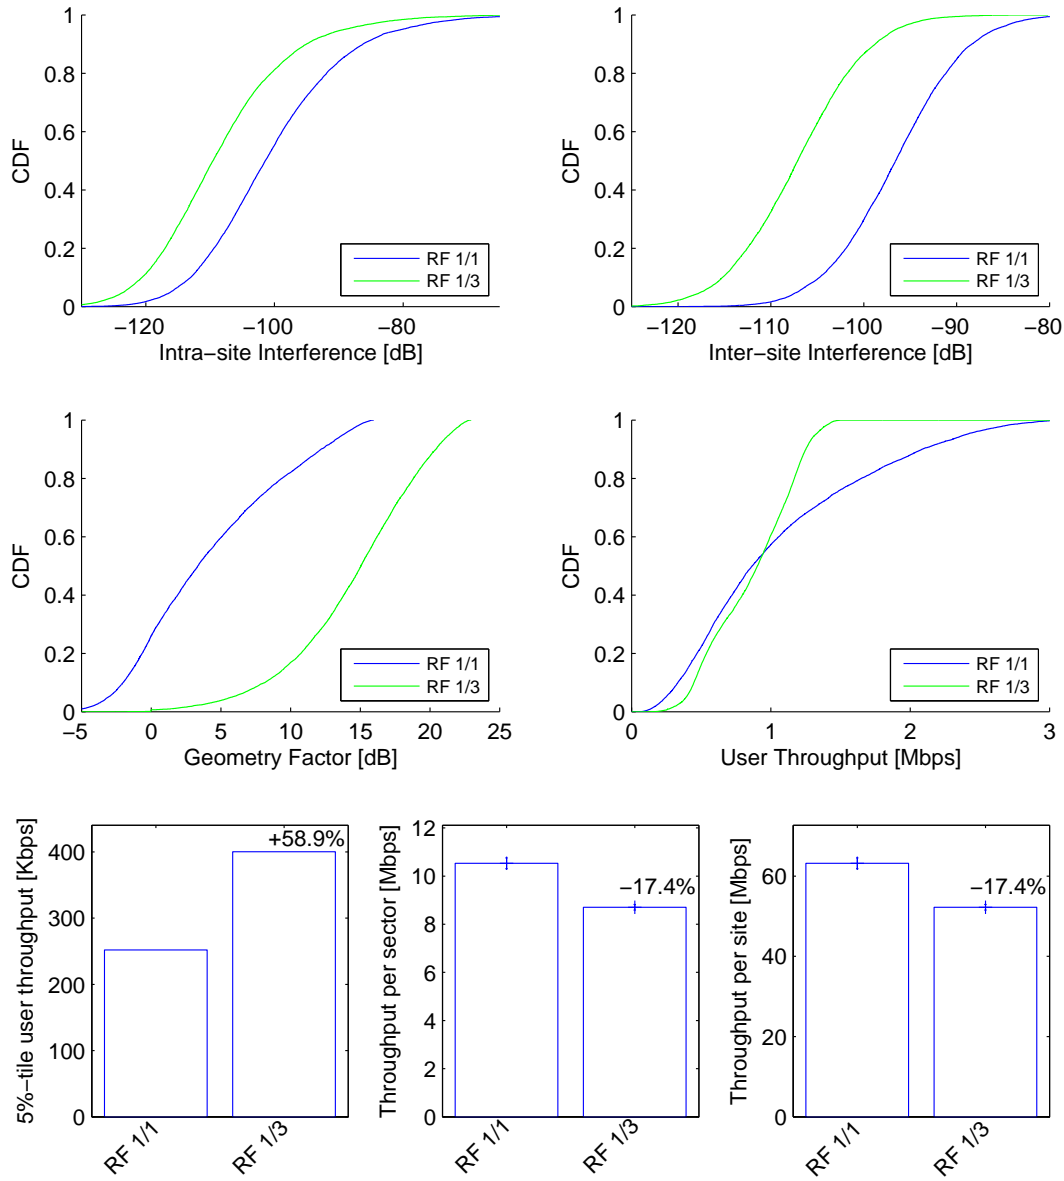 1
0.8
0.6
0.4
0.2
0
CDF
−120
−100
−80
Intra−site Interference [dB]
RF 1/1
RF 1/3
1
0.8
0.6
0.4
0.2
0
CDF
−120
−110
−100
−90
−80
Inter−site Interference [dB]
RF 1/1
RF 1/3
1
0.8
0.6
0.4
0.2
0
CDF
−5
0
5
10
15
20
25
Geometry Factor [dB]
RF 1/1
RF 1/3
1
0.8
0.6
0.4
0.2
0
CDF
0
1
2
3
User Throughput [Mbps]
RF 1/1
RF 1/3
5%−tile user throughput [Kbps]
400
300
200
100
0
+58.9%
RF 1/1
RF 1/3
Throughput per sector [Mbps]
12
10
8
6
4
2
0
−17.4%
RF 1/1
RF 1/3
Throughput per site [Mbps]
60
40
20
0
−17.4%
RF 1/1
RF 1/3